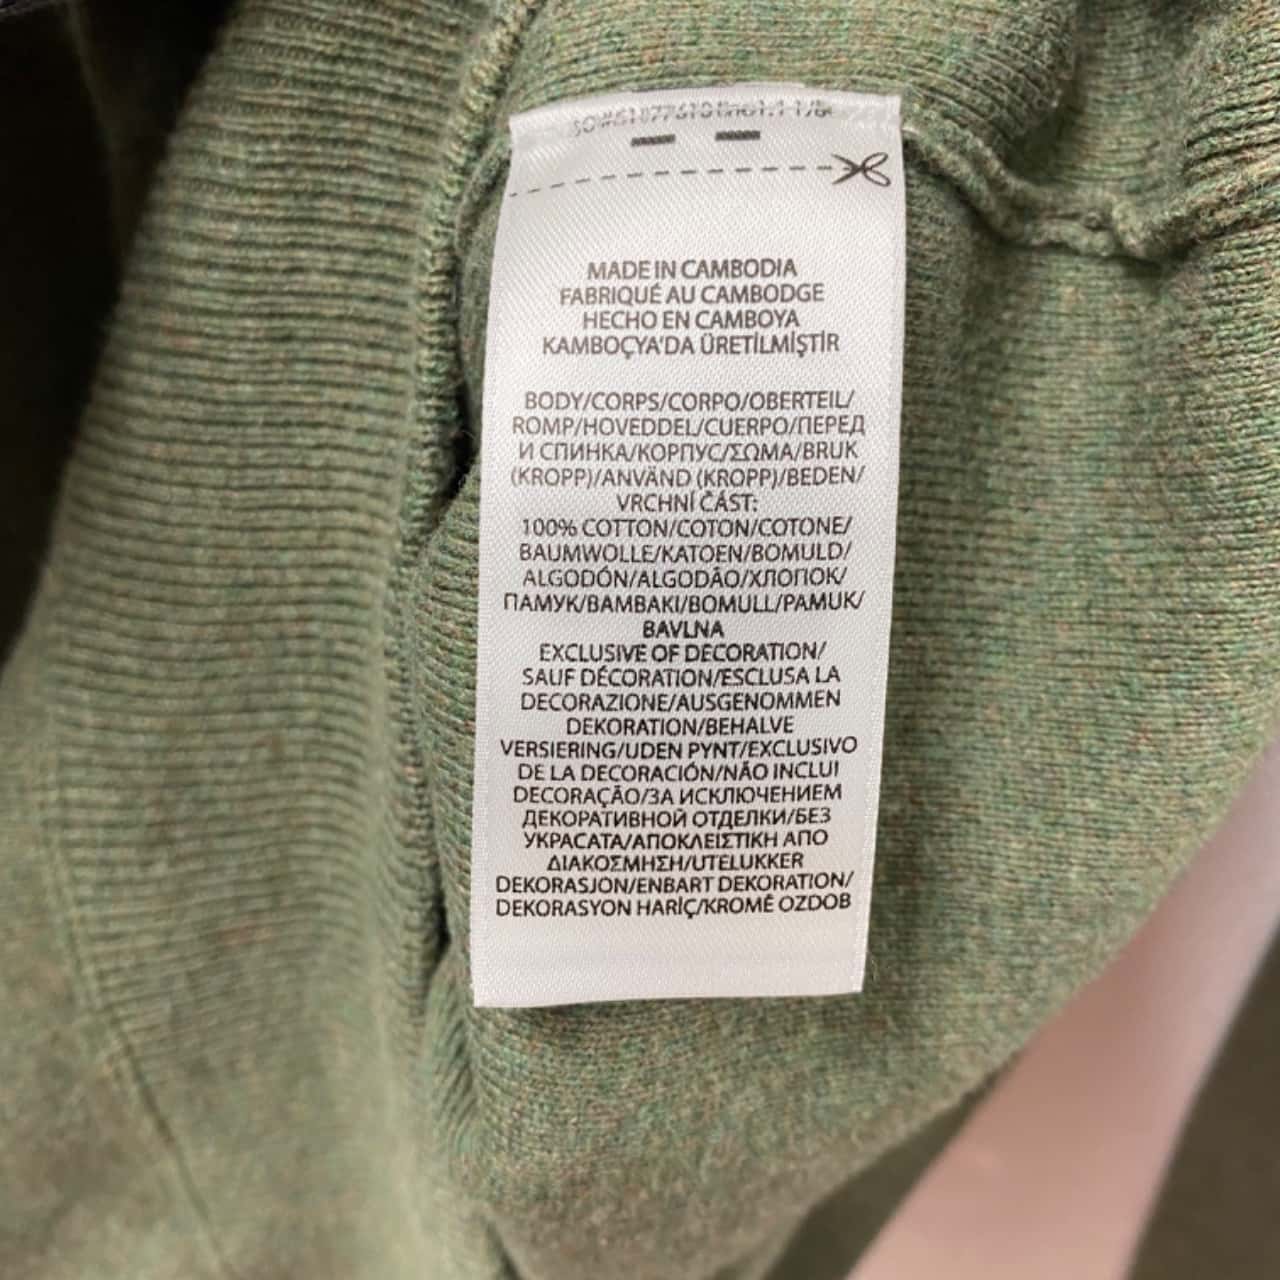 MADE IN CAMBODIA
FABRIQUÉ AU CAMBODGE
HECHO EN CAMBOYA
KAMBOÇYA'DA ÜRETİLMİŞTİR
BODY/CORPS/CORPO/OBERTEIL/
ROMP/HOVEDDEL/CUERPO/ПЕРЕД
И СПИНКА/КОРПУС/ΣΩΜΑ/BRUK
(KROPP)/ANVÄND (KROPP)/BEDEN/
VRCHNÍ ČÁST:
100% COTTON/COTON/COTONE/
BAUMWOLLE/KATOEN/BOMULD/
ALGODÓN/ALGODÃO/ХЛОПОК/
ПАМУК/ΒΑΜΒΑΚΙ/BOMULL/PAMUK/
BAVLNA
EXCLUSIVE OF DECORATION/
SAUF DÉCORATION/ESCLUSA LA
DECORAZIONE/AUSGENOMMEN
DEKORATION/BEHALVE
VERSIERING/UDEN PYNT/EXCLUSIVO
DE LA DECORACIÓN/NÃO INCLUI
DECORAÇÃO/ЗА ИСКЛЮЧЕНИЕМ
ДЕКОРАТИВНОЙ ОТДЕЛКИ/БЕЗ
УКРАСАТА/ΑΠΟΚΛΕΙΣΤΙΚΗ ΑΠΟ
ΔΙΑΚΟΣΜΗΣΗ/UTELUKKER
DEKORASJON/ENBART DEKORATION/
DEKORASYON HARİÇ/KROMĚ OZDOB